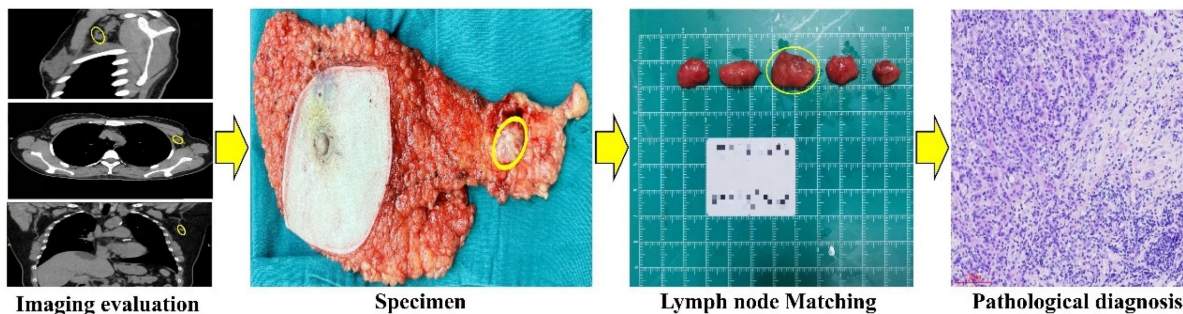 Imaging evaluation
Specimen
Lymph node Matching
Pathological diagnosis